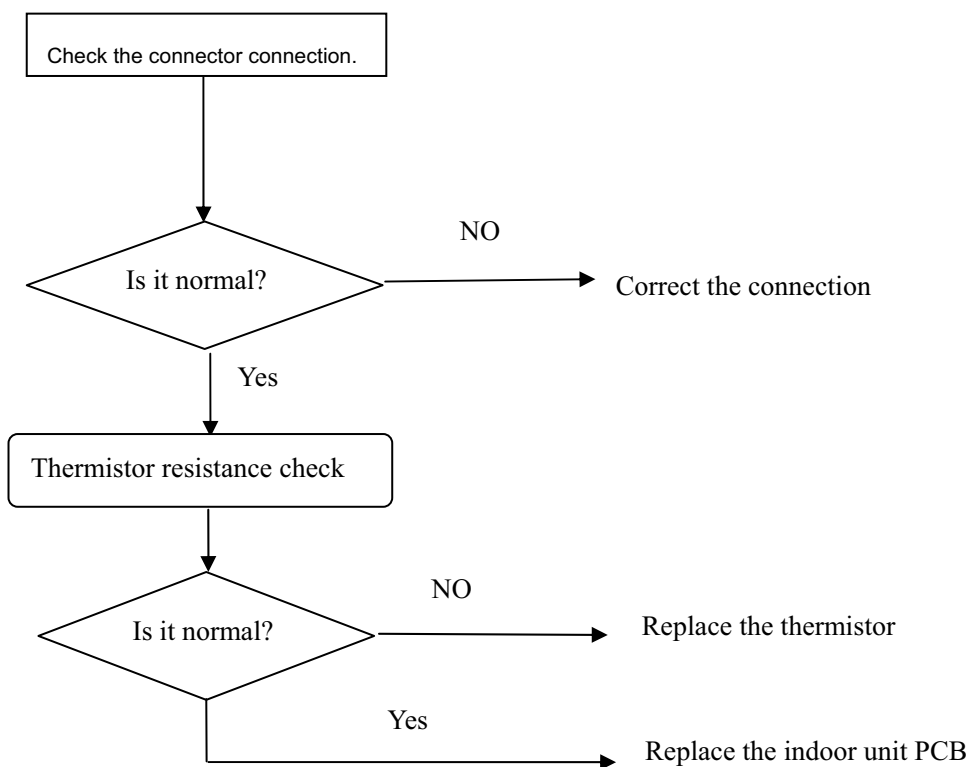 Check the connector connection.
NO
Is it normal?
Correct the connection
Yes
Thermistor resistance check
NO
Is it normal?
Replace the thermistor
Yes
Replace the indoor unit PCB